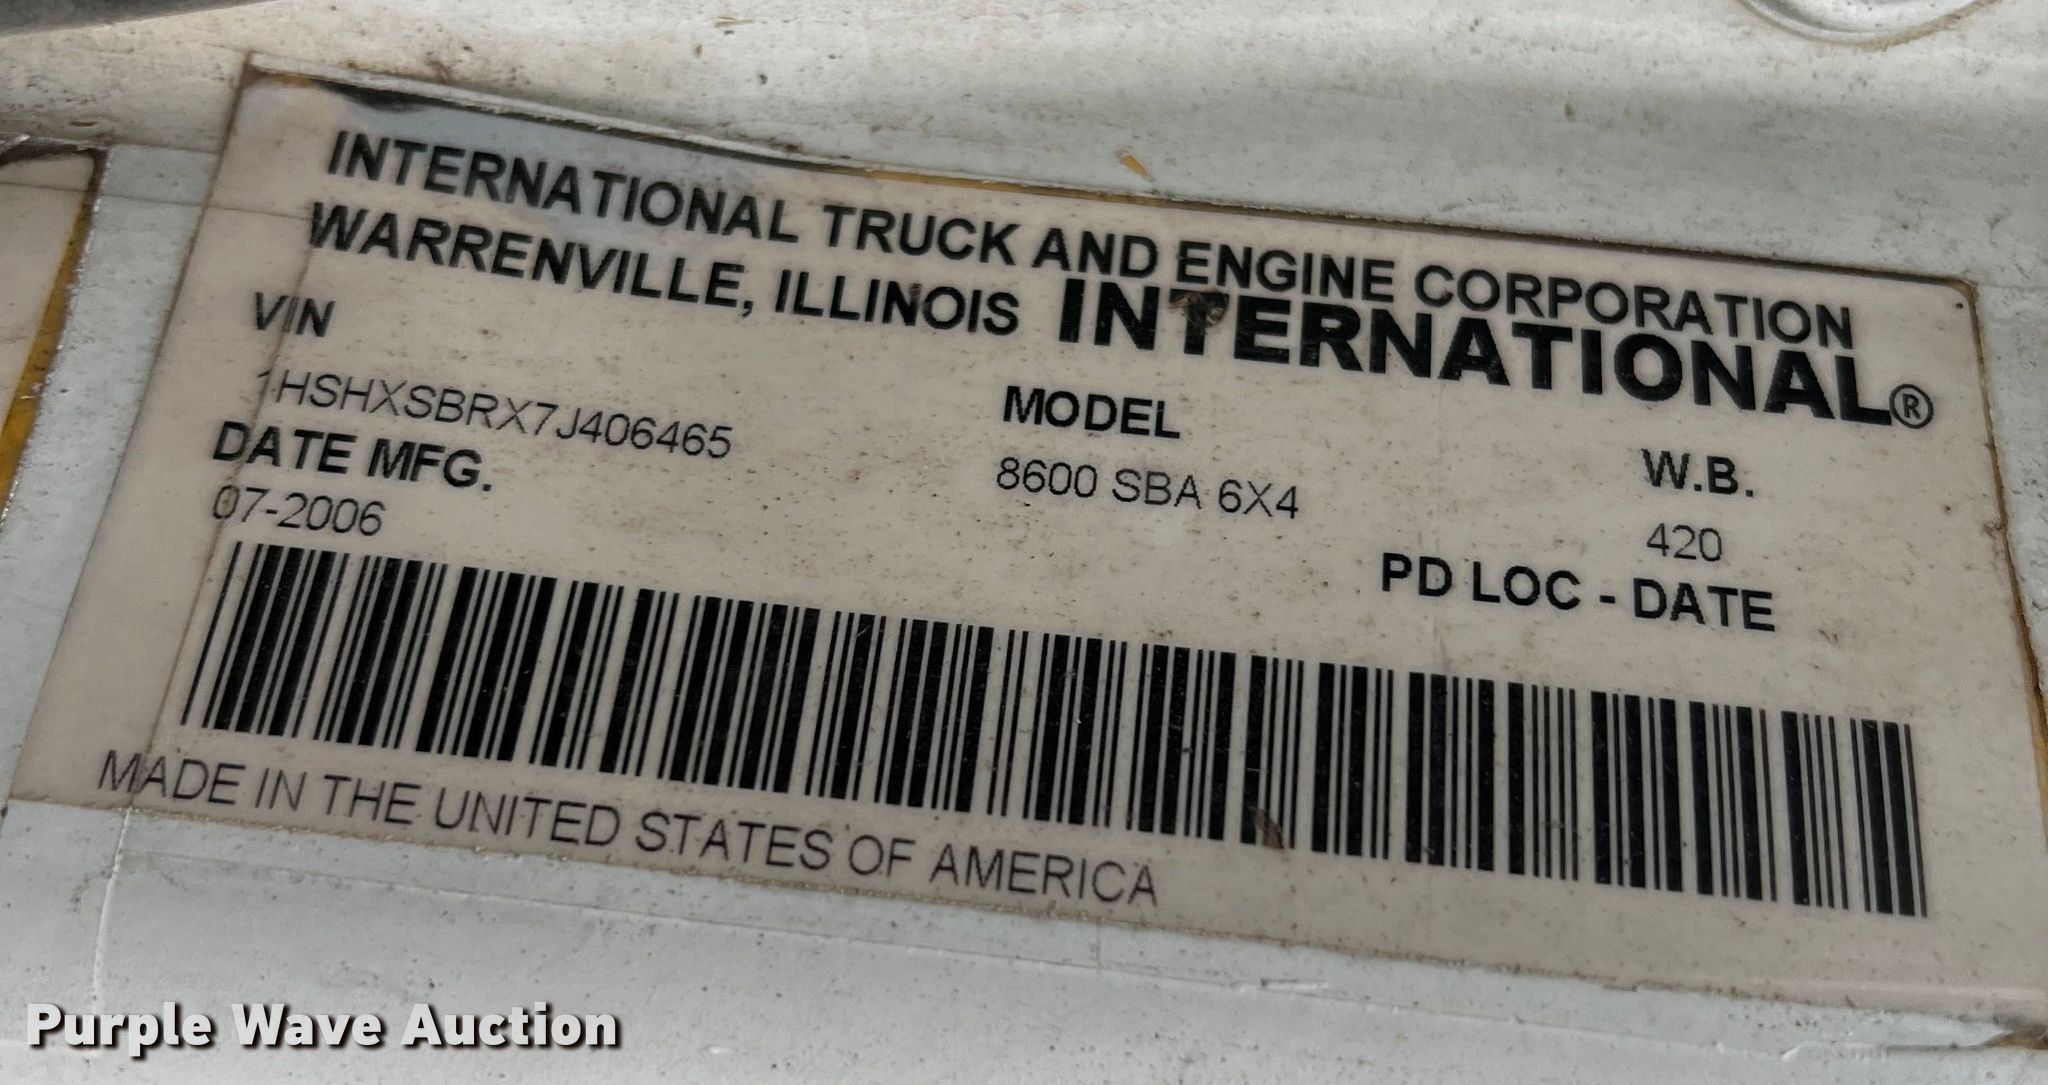 INTERNATIONAL TRUCK AND ENGINE CORPORATION
WARRENVILLE, ILLINOIS INTERNATIONAL®
VIN
1HSHXSBRX7J406465
MODEL
W.B.
DATE MFG.
8600 SBA 6X4
420
07-2006
PD LOC - DATE
MADE IN THE UNITED STATES OF AMERICA
Purple Wave Auction